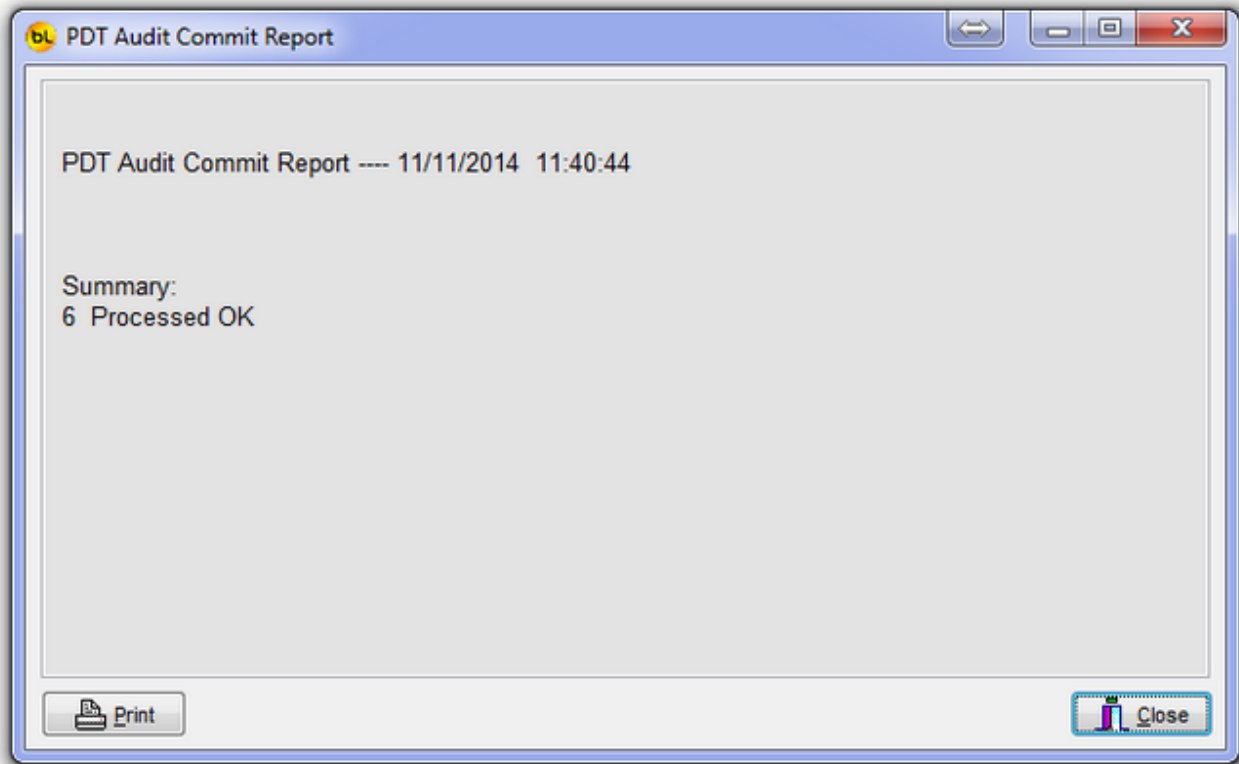 bL PDT Audit Commit Report
PDT Audit Commit Report ---- 11/11/2014 11:40:44
Summary:
6 Processed OK
Print
Close